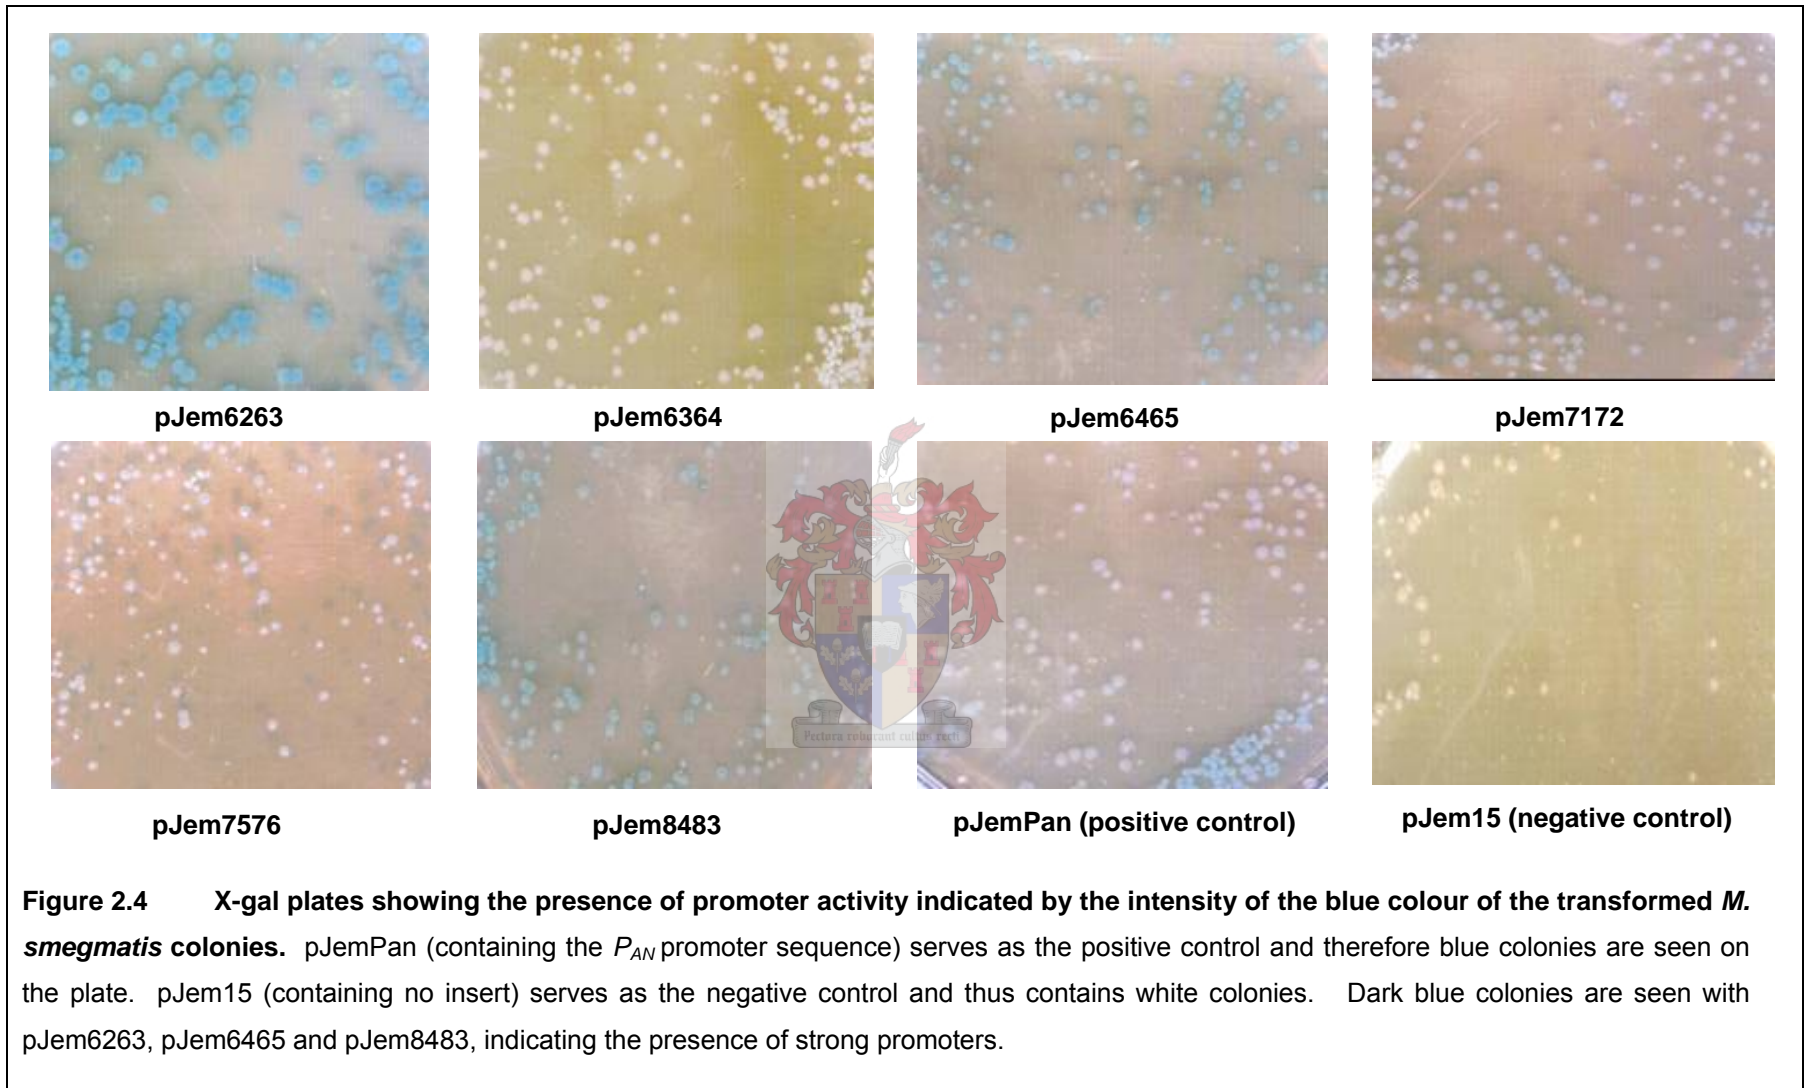 pJem6263
pJem6364
pJem6465
pJem7172
pJem7576
pJem8483
pJemPan (positive control)
pJem15 (negative control)
Pectora roborant cultus recti
Figure 2.4 X-gal plates showing the presence of promoter activity indicated by the intensity of the blue colour of the transformed M.
smegmatis colonies. pJemPan (containing the PAN promoter sequence) serves as the positive control and therefore blue colonies are seen on
the plate. pJem15 (containing no insert) serves as the negative control and thus contains white colonies. Dark blue colonies are seen with
pJem6263, pJem6465 and pJem8483, indicating the presence of strong promoters.